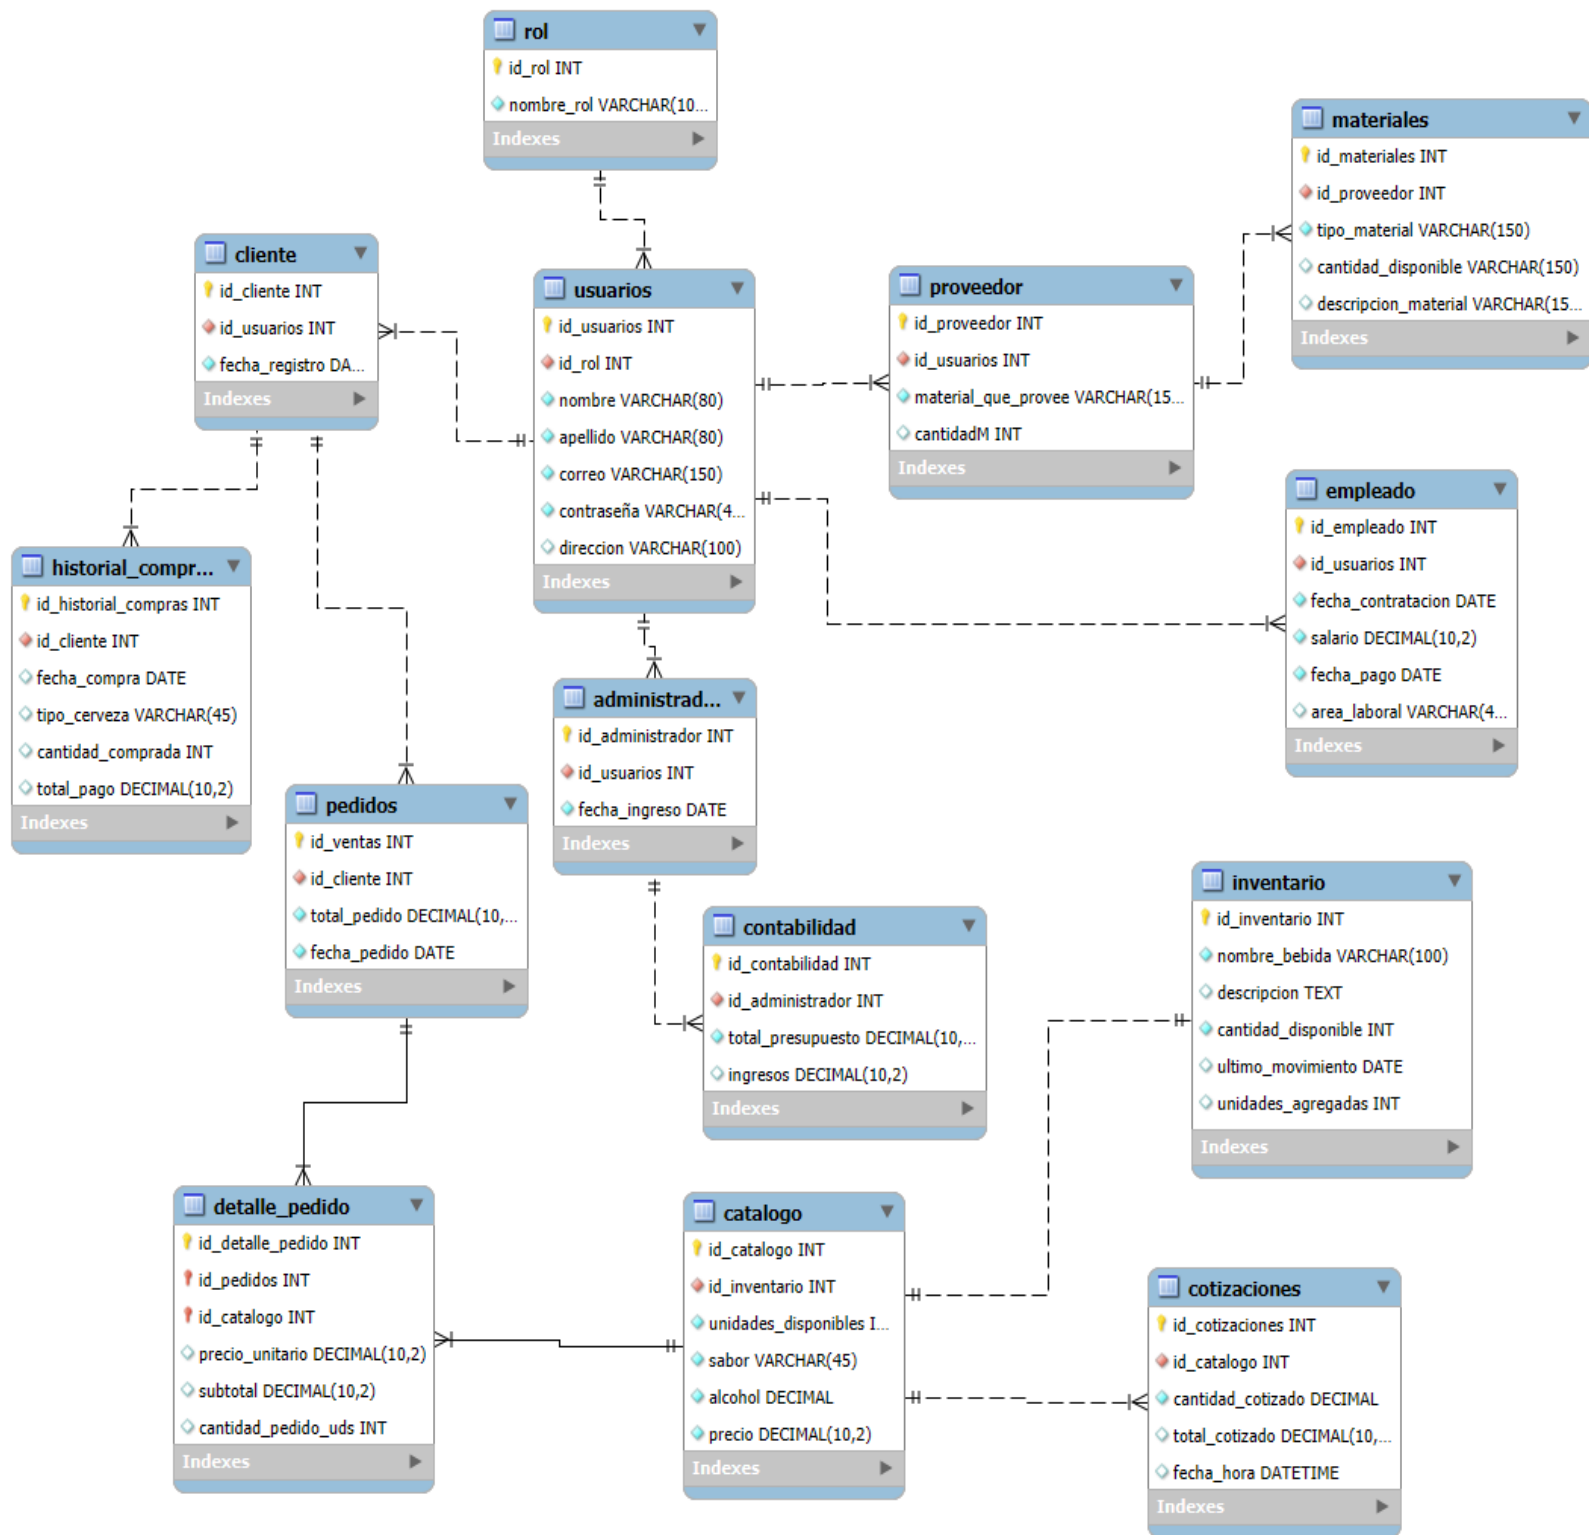 rol
id_rol INT
nombre_rol VARCHAR(10...
Indexes
materiales
id_materiales INT
id_proveedor INT
tipo_material VARCHAR(150)
cantidad_disponible VARCHAR(150)
descripcion_material VARCHAR(15...
Indexes
cliente
id_cliente INT
id_usuarios INT
fecha_registro DA...
Indexes
usuarios
id_usuarios INT
id_rol INT
nombre VARCHAR(80)
apellido VARCHAR(80)
correo VARCHAR(150)
contraseña VARCHAR(4...
direccion VARCHAR(100)
Indexes
proveedor
id_proveedor INT
id_usuarios INT
material_que_provee VARCHAR(15...
cantidadM INT
Indexes
empleado
id_empleado INT
id_usuarios INT
fecha_contratacion DATE
salario DECIMAL(10,2)
fecha_pago DATE
area_laboral VARCHAR(4...
Indexes
historial_compr...
id_historial_compras INT
id_cliente INT
fecha_compra DATE
tipo_cerveza VARCHAR(45)
cantidad_comprada INT
total_pago DECIMAL(10,2)
Indexes
administrad...
id_administrador INT
id_usuarios INT
fecha_ingreso DATE
Indexes
pedidos
id_ventas INT
id_cliente INT
total_pedido DECIMAL(10,...
fecha_pedido DATE
Indexes
contabilidad
id_contabilidad INT
id_administrador INT
total_presupuesto DECIMAL(10,...
ingresos DECIMAL(10,2)
Indexes
inventario
id_inventario INT
nombre_bebida VARCHAR(100)
descripcion TEXT
cantidad_disponible INT
ultimo_movimiento DATE
unidades_agregadas INT
Indexes
detalle_pedido
id_detalle_pedido INT
id_pedidos INT
id_catalogo INT
precio_unitario DECIMAL(10,2)
subtotal DECIMAL(10,2)
cantidad_pedido_uds INT
Indexes
catalogo
id_catalogo INT
id_inventario INT
unidades_disponibles I...
sabor VARCHAR(45)
alcohol DECIMAL
precio DECIMAL(10,2)
Indexes
cotizaciones
id_cotizaciones INT
id_catalogo INT
cantidad_cotizado DECIMAL
total_cotizado DECIMAL(10,...
fecha_hora DATETIME
Indexes